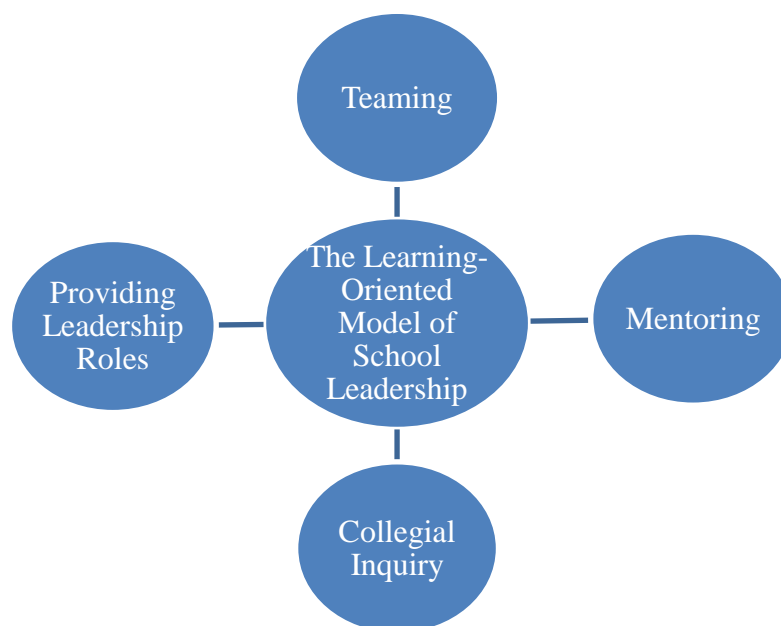 Teaming
Providing
Leadership
Roles
The Learning-
Oriented
Model of
School
Leadership
Mentoring
Collegial
Inquiry